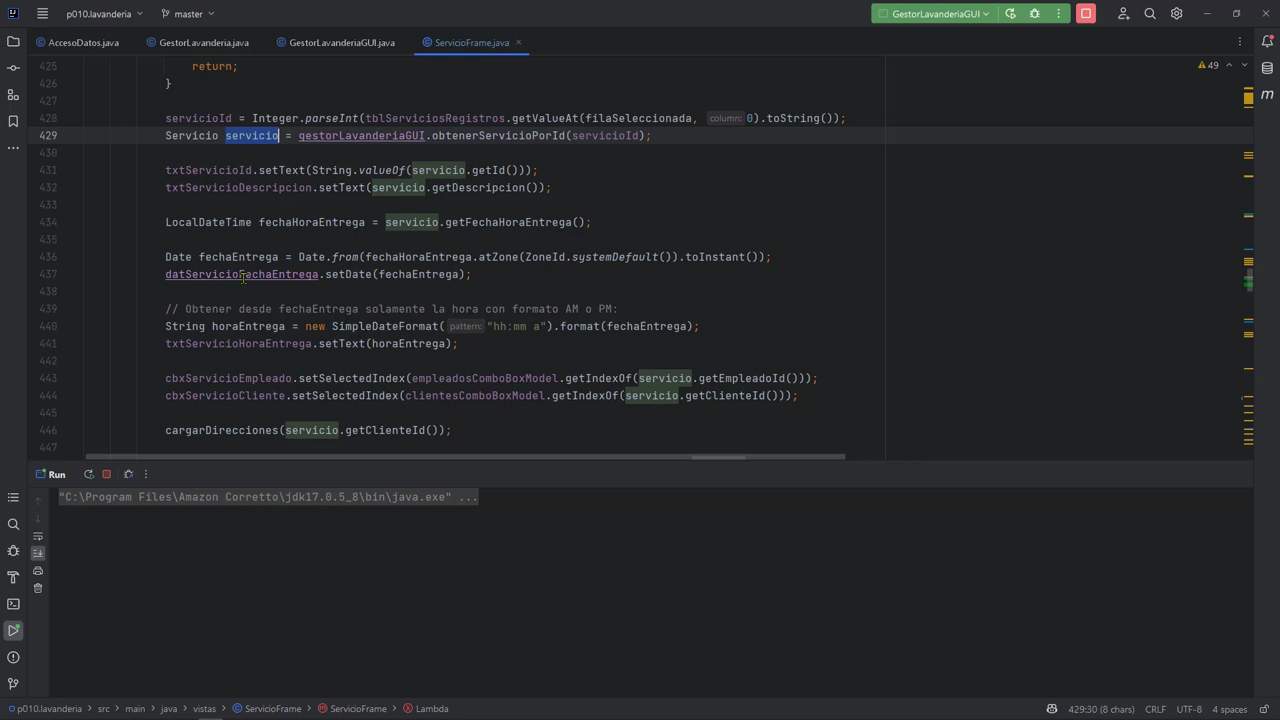 p010.lavanderia
master
GestorLavanderiaGUI
AccesoDatos.java
GestorLavanderia.java
GestorLavanderiaGUI.java
ServicioFrame.java
49
425 return;
426 }
427
428 servicioId = Integer.parseInt(tblServiciosRegistros.getValueAt(filaSeleccionada, column: 0).toString());
429 Servicio servicio = gestorLavanderiaGUI.obtenerServicioPorId(servicioId);
430
431 txtServicioId.setText(String.valueOf(servicio.getId()));
432 txtServicioDescripcion.setText(servicio.getDescripcion());
433
434 LocalDateTime fechaHoraEntrega = servicio.getFechaHoraEntrega();
435
436 Date fechaEntrega = Date.from(fechaHoraEntrega.atZone(ZoneId.systemDefault()).toInstant());
437 datServicioFechaEntrega.setDate(fechaEntrega);
438
439 // Obtener desde fechaEntrega solamente la hora con formato AM o PM:
440 String horaEntrega = new SimpleDateFormat( pattern: "hh:mm a").format(fechaEntrega);
441 txtServicioHoraEntrega.setText(horaEntrega);
442
443 cbxServicioEmpleado.setSelectedIndex(empleadosComboBoxModel.getIndexOf(servicio.getEmpleadoId()));
444 cbxServicioCliente.setSelectedIndex(clientesComboBoxModel.getIndexOf(servicio.getClienteId()));
445
446 cargarDirecciones(servicio.getClienteId());
447
Run
"C:\Program Files\Amazon Corretto\jdk17.0.5_8\bin\java.exe" ...
p010.lavanderia > src > main > java > vistas > ServicioFrame > ServicioFrame > Lambda
429:30 (8 chars) CRLF UTF-8 4 spaces